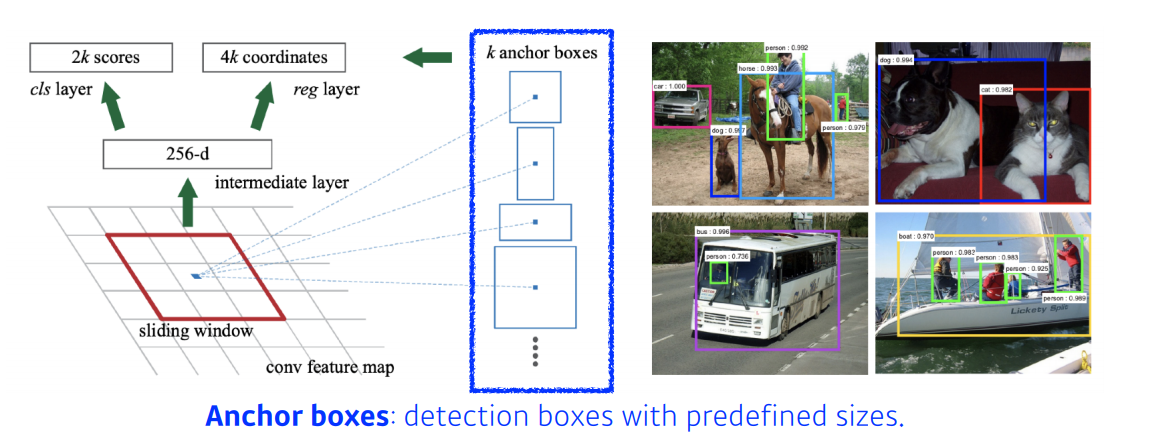 2k scores
4k coordinates
cls layer
reg layer
256-d
intermediate layer
sliding window
conv feature map
k anchor boxes
car : 1.000
dog : 0.997
horse : 0.993
person : 0.992
person : 0.979
dog : 0.994
cat : 0.982
bus : 0.996
person : 0.736
boat : 0.970
person : 0.982
person : 0.983
person : 0.925
person : 0.989
Lickety Split
Anchor boxes: detection boxes with predefined sizes.